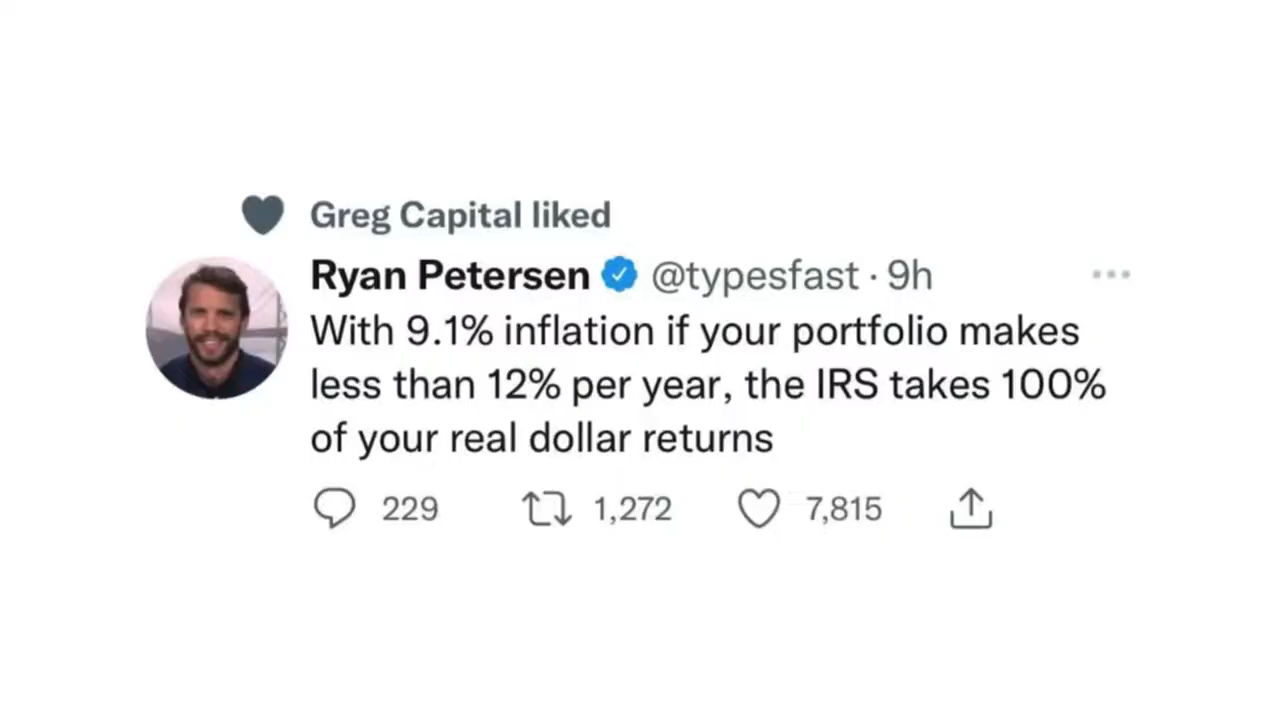 Greg Capital liked
Ryan Petersen @typesfast · 9h
With 9.1% inflation if your portfolio makes
less than 12% per year, the IRS takes 100%
of your real dollar returns
229 1,272 7,815